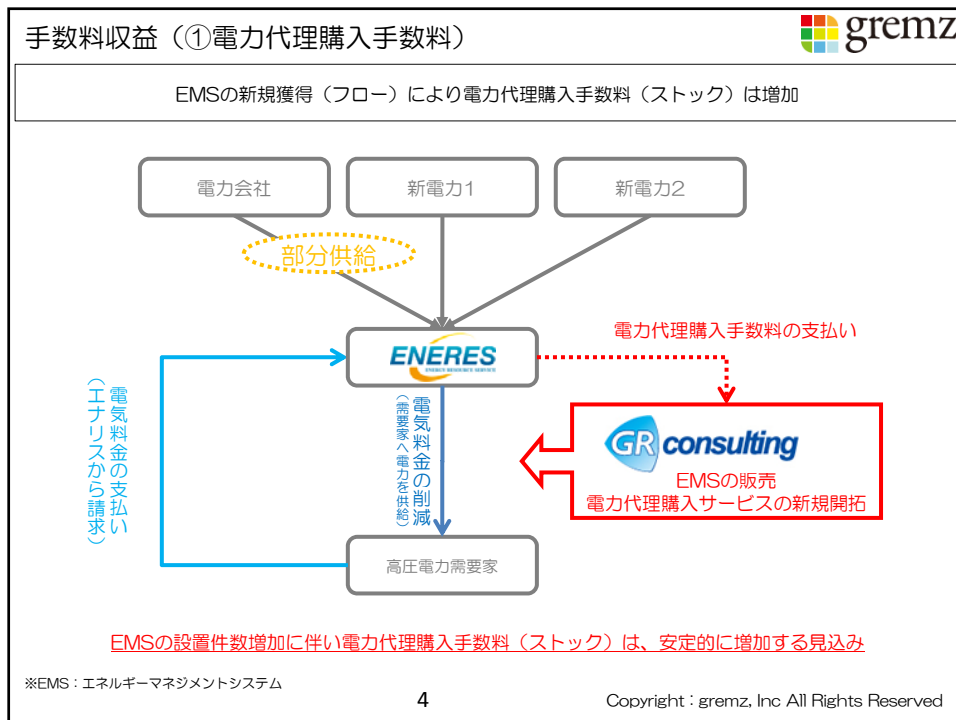 手数料収益（①電力代理購入手数料）
gremz
EMSの新規獲得（フロー）により電力代理購入手数料（ストック）は増加
電力会社
新電力1
新電力2
部分供給
ENERES
ENERGY RESOURCE SERVICE
電力代理購入手数料の支払い
電気料金の支払い
（エナリスから請求）
電気料金の削減
（需要家へ電力を供給）
GR consulting
EMSの販売
電力代理購入サービスの新規開拓
高圧電力需要家
EMSの設置件数増加に伴い電力代理購入手数料（ストック）は、安定的に増加する見込み
※EMS：エネルギーマネジメントシステム
4
Copyright : gremz, Inc All Rights Reserved